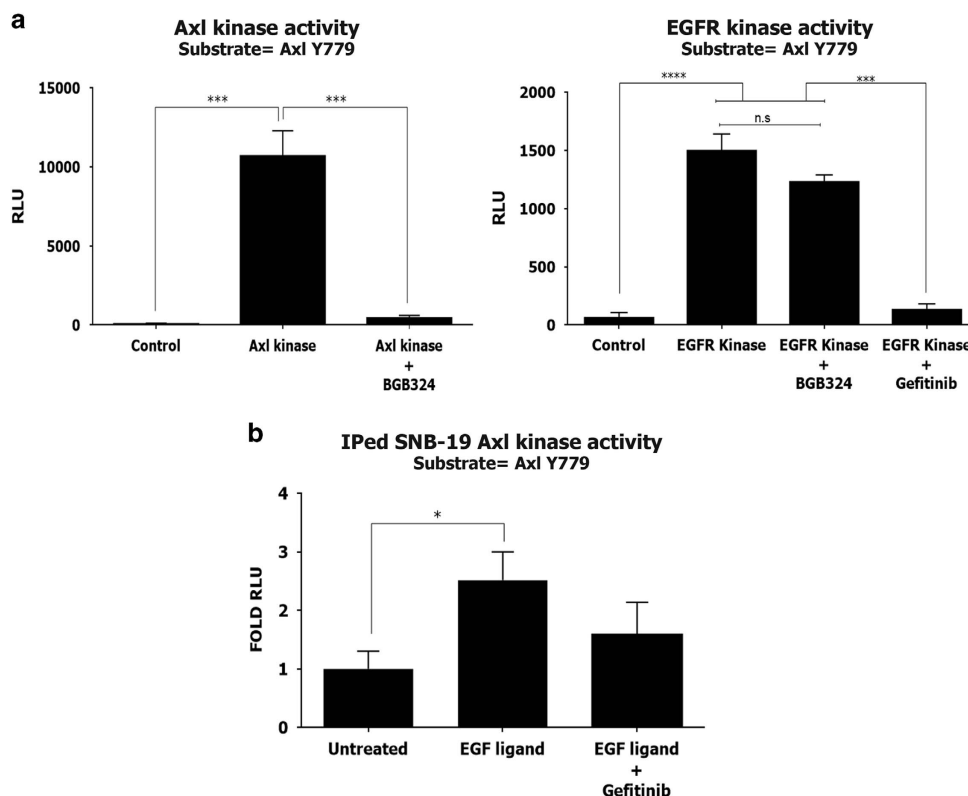 a
Axl kinase activity
Substrate= Axl Y779
15000
10000
5000
0
RLU
*** ***
Control
Axl kinase
Axl kinase
+
BGB324
EGFR kinase activity
Substrate= Axl Y779
2000
1500
1000
500
0
RLU
**** ***
n.s
Control
EGFR Kinase
EGFR Kinase
+
BGB324
EGFR Kinase
+
Gefitinib
b
IPed SNB-19 Axl kinase activity
Substrate= Axl Y779
4
3
2
1
0
FOLD RLU
*
Untreated
EGF ligand
EGF ligand
+
Gefitinib